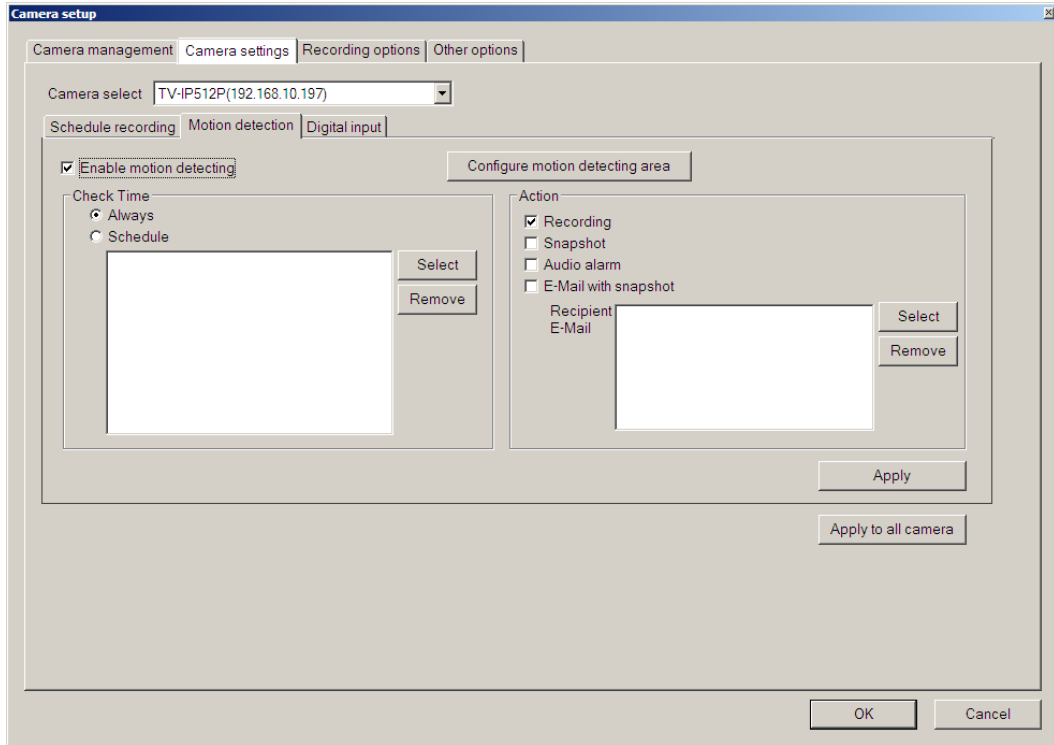 Camera setup
Camera management Camera settings Recording options Other options
Camera select TV-IP512P(192.168.10.197)
Schedule recording Motion detection Digital input
Enable motion detecting Configure motion detecting area
Check Time
Always
Schedule
Select
Remove
Action
Recording
Snapshot
Audio alarm
E-Mail with snapshot
Recipient
E-Mail
Select
Remove
Apply
Apply to all camera
OK Cancel